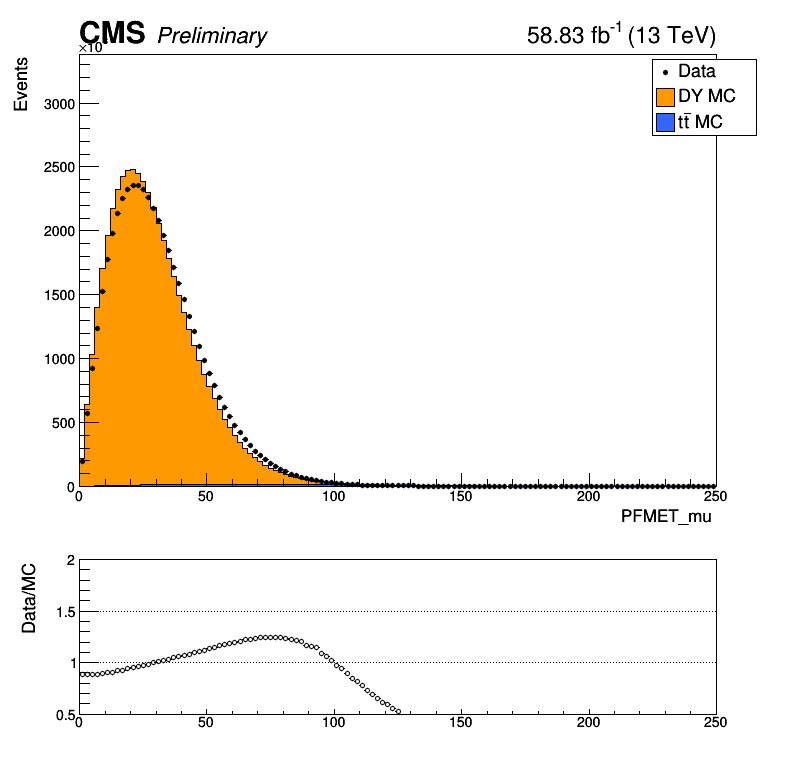 CMS Preliminary 58.83 fb⁻¹ (13 TeV)
×10
Events
3000
2500
2000
1500
1000
500
0
Data
DY MC
tt̄ MC
0 50 100 150 200 250
PFMET_mu
Data/MC
2
1.5
1
0.5
0 50 100 150 200 250